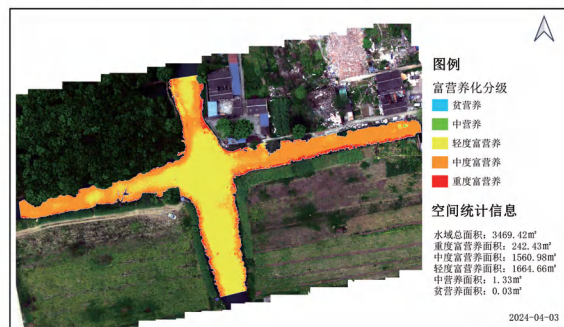 图例
富营养化分级
贫营养
中营养
轻度富营养
中度富营养
重度富营养
空间统计信息
水域总面积：3469.42㎡
重度富营养面积：242.43㎡
中度富营养面积：1560.98㎡
轻度富营养面积：1664.66㎡
中营养面积：1.33㎡
贫营养面积：0.03㎡
2024-04-03